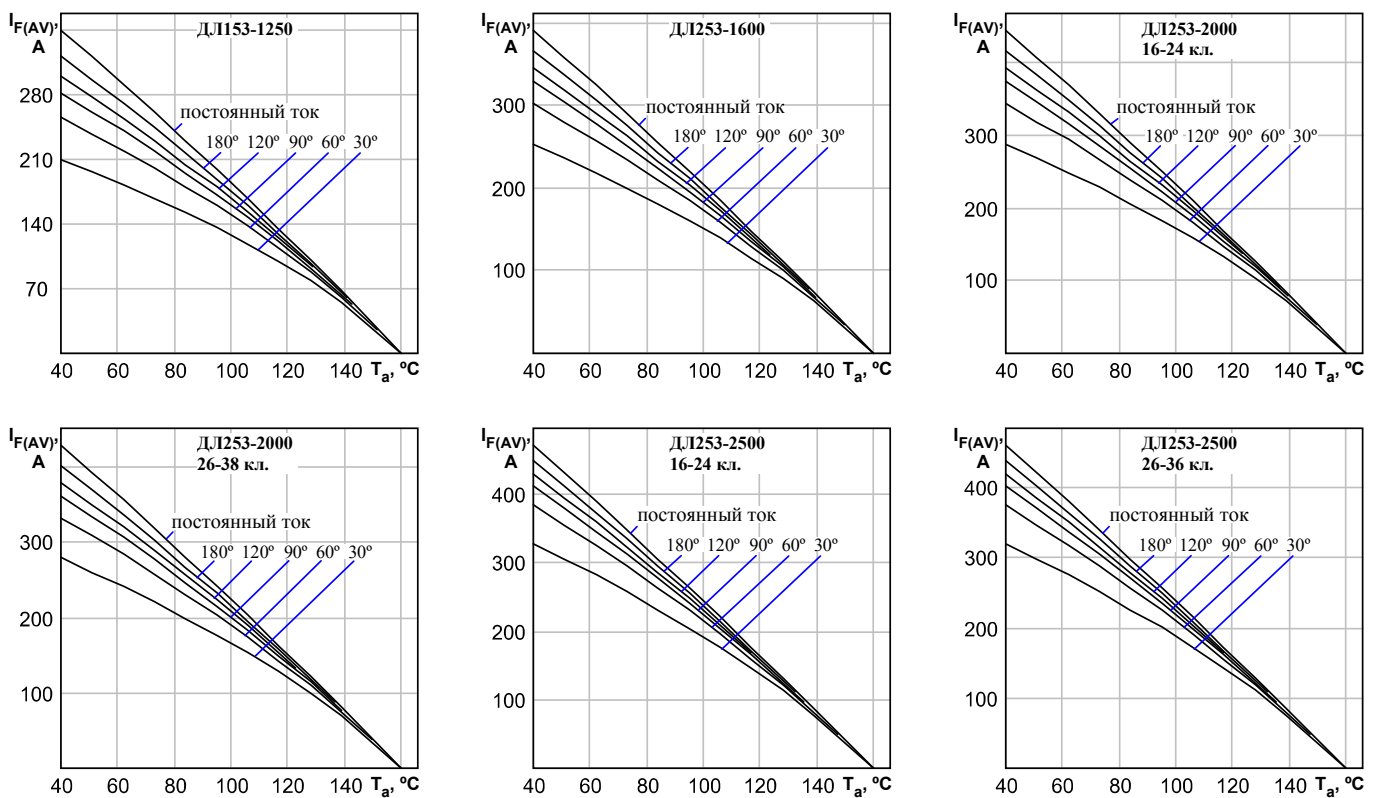 I F(AV), A
ДЛ153-1250
280
210
140
70
постоянный ток
180º 120º 90º 60º 30º
40 60 80 100 120 140 Ta, ºC
I F(AV), A
ДЛ253-1600
300
200
100
постоянный ток
180º 120º 90º 60º 30º
40 60 80 100 120 140 Ta, ºC
I F(AV), A
ДЛ253-2000
16-24 кл.
300
200
100
постоянный ток
180º 120º 90º 60º 30º
40 60 80 100 120 140 Ta, ºC
I F(AV), A
ДЛ253-2000
26-38 кл.
300
200
100
постоянный ток
180º 120º 90º 60º 30º
40 60 80 100 120 140 Ta, ºC
I F(AV), A
ДЛ253-2500
16-24 кл.
400
300
200
100
постоянный ток
180º 120º 90º 60º 30º
40 60 80 100 120 140 Ta, ºC
I F(AV), A
ДЛ253-2500
26-36 кл.
400
300
200
100
постоянный ток
180º 120º 90º 60º 30º
40 60 80 100 120 140 Ta, ºC